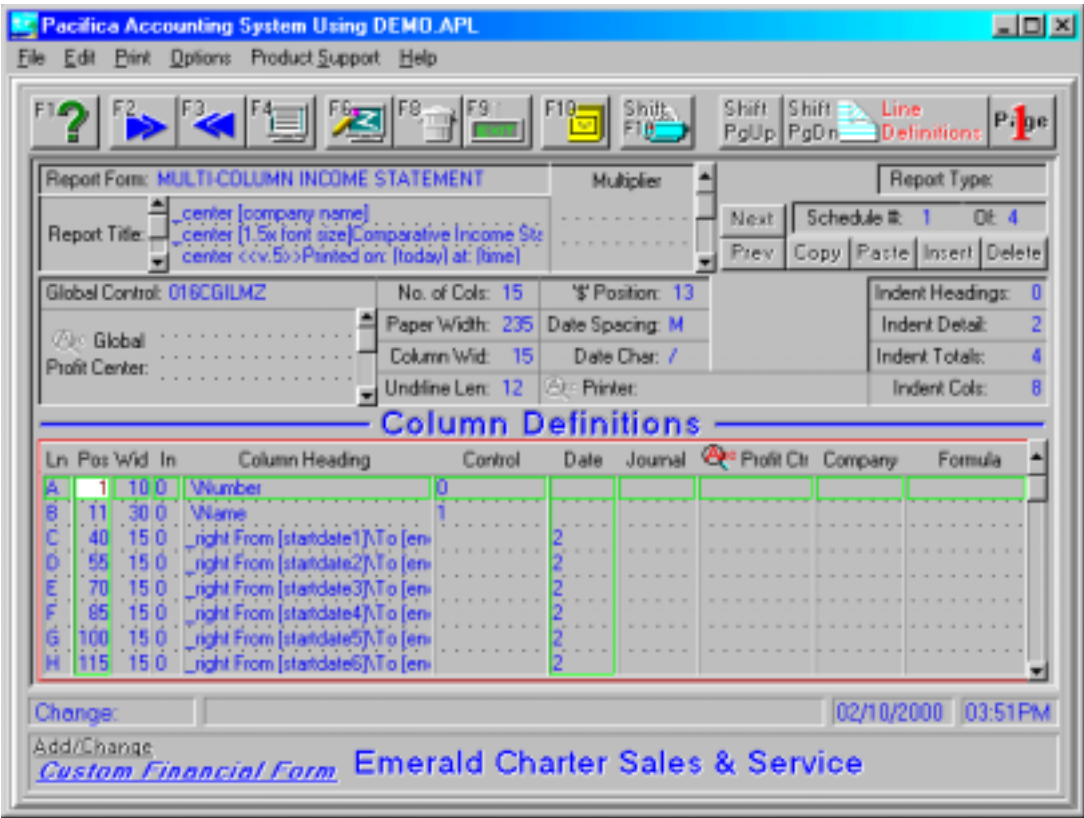 Pacifica Accounting System Using DEMO.APL
File Edit Print Options Product Support Help
F1 F2 F3 F4 F6 F8 F9 F10 Shift F10 Shift PgUp Shift PgDn Line Definitions Page 1
Report Form: MULTI-COLUMN INCOME STATEMENT Multiplier Report Type:
Report Title: _center [company name]
_center [1.5x font size]Comparative Income Sta
center <<v.5>>Printed on: [today] at: [time]
Next Schedule #: 1 Of: 4
Prev Copy Paste Insert Delete
Global Control: 016CGILMZ No. of Cols: 15 '$' Position: 13 Indent Headings: 0
Global Profit Center: Paper Width: 235 Date Spacing: M Indent Detail: 2
Column Wid: 15 Date Char: / Indent Totals: 4
Undrline Len: 12 Printer: Indent Cols: 8
Column Definitions
Ln Pos Wid In Column Heading Control Date Journal Profit Ctr Company Formula
A 1 10 0 \Number 0
B 11 30 0 \Name 1
C 40 15 0 _right From [startdate1]\To [en 2
D 55 15 0 _right From [startdate2]\To [en 2
E 70 15 0 _right From [startdate3]\To [en 2
F 85 15 0 _right From [startdate4]\To [en 2
G 100 15 0 _right From [startdate5]\To [en 2
H 115 15 0 _right From [startdate6]\To [en 2
Change: 02/10/2000 03:51PM
Add/Change
Custom Financial Form Emerald Charter Sales & Service